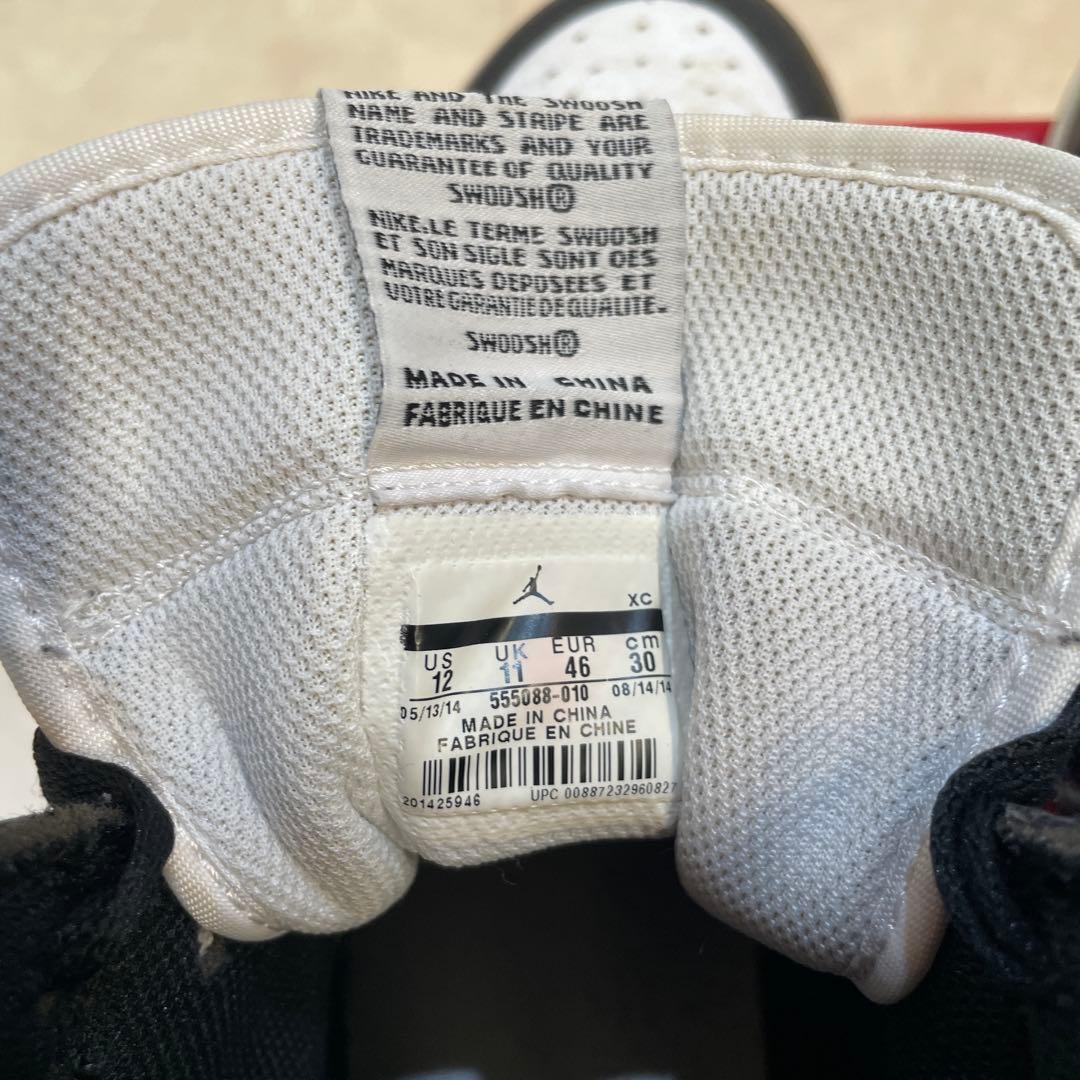 NIKE AND THE SWOOSH
NAME AND STRIPE ARE
TRADEMARKS AND YOUR
GUARANTEE OF QUALITY
SWOOSH®
NIKE.LE TERME SWOOSH
ET SON SIGLE SONT DES
MARQUES DEPOSEES ET
VOTRE GARANTIE DE QUALITE.
SWOOSH®
MADE IN CHINA
FABRIQUE EN CHINE
XC
US UK EUR cm
12 11 46 30
05/13/14 555088-010 08/14/14
MADE IN CHINA
FABRIQUE EN CHINE
201425946 UPC 00887232960827